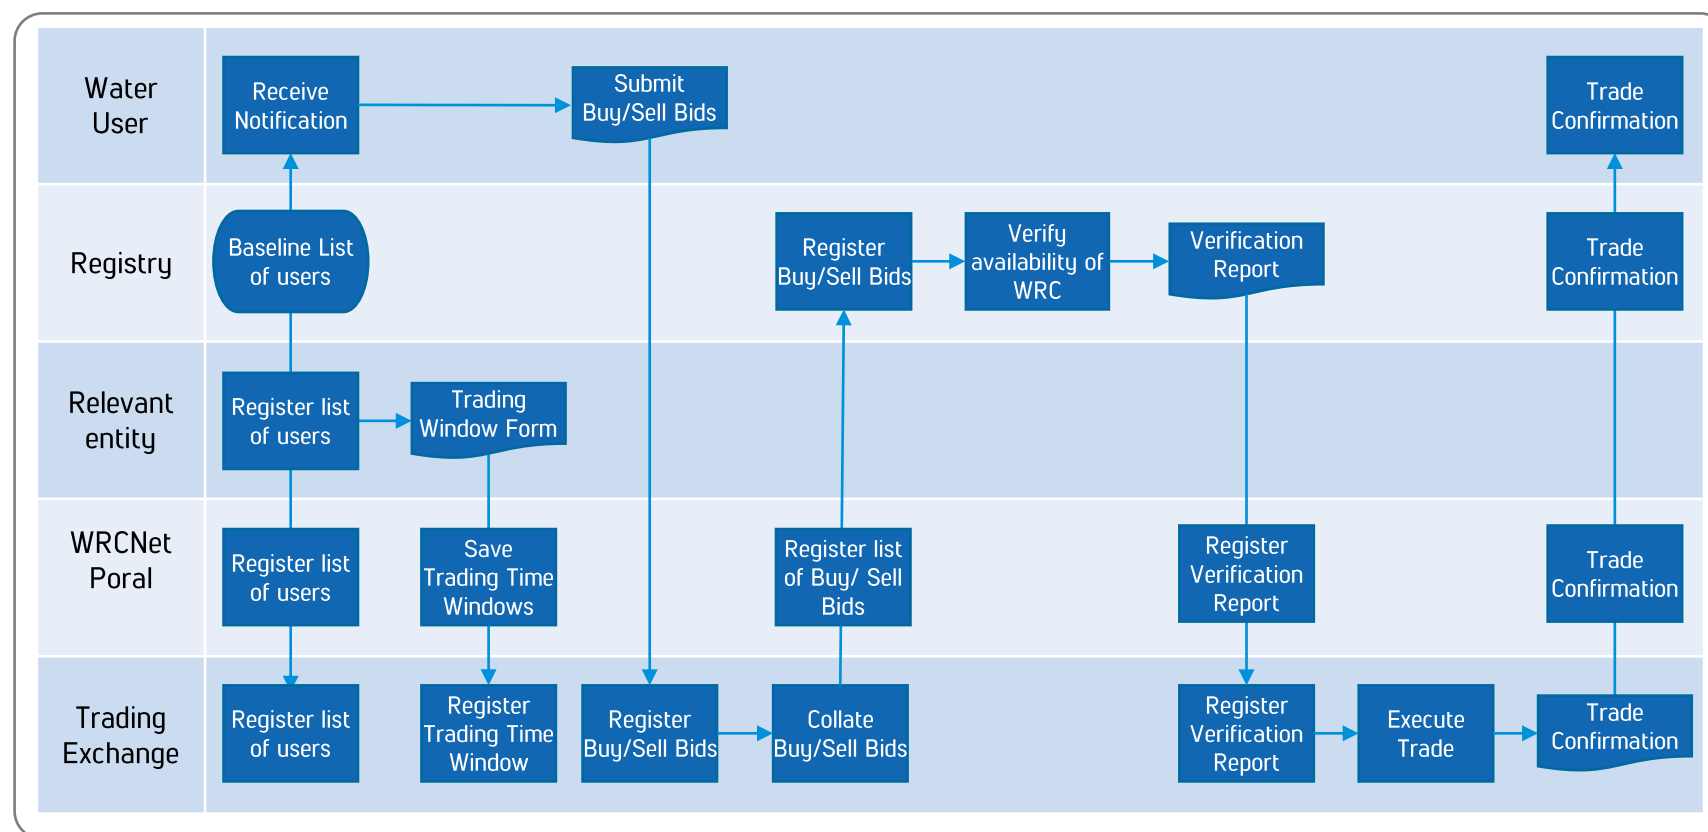 Water
User
Receive
Notification
Submit
Buy/Sell Bids
Trade
Confirmation
Registry
Baseline List
of users
Register
Buy/Sell Bids
Verify
availability of
WRC
Verification
Report
Trade
Confirmation
Relevant
entity
Register list
of users
Trading
Window Form
WRCNet
Poral
Register list
of users
Save
Trading Time
Windows
Register list
of Buy/ Sell
Bids
Register
Verification
Report
Trade
Confirmation
Trading
Exchange
Register list
of users
Register
Trading Time
Window
Register
Buy/Sell Bids
Collate
Buy/Sell Bids
Register
Verification
Report
Execute
Trade
Trade
Confirmation